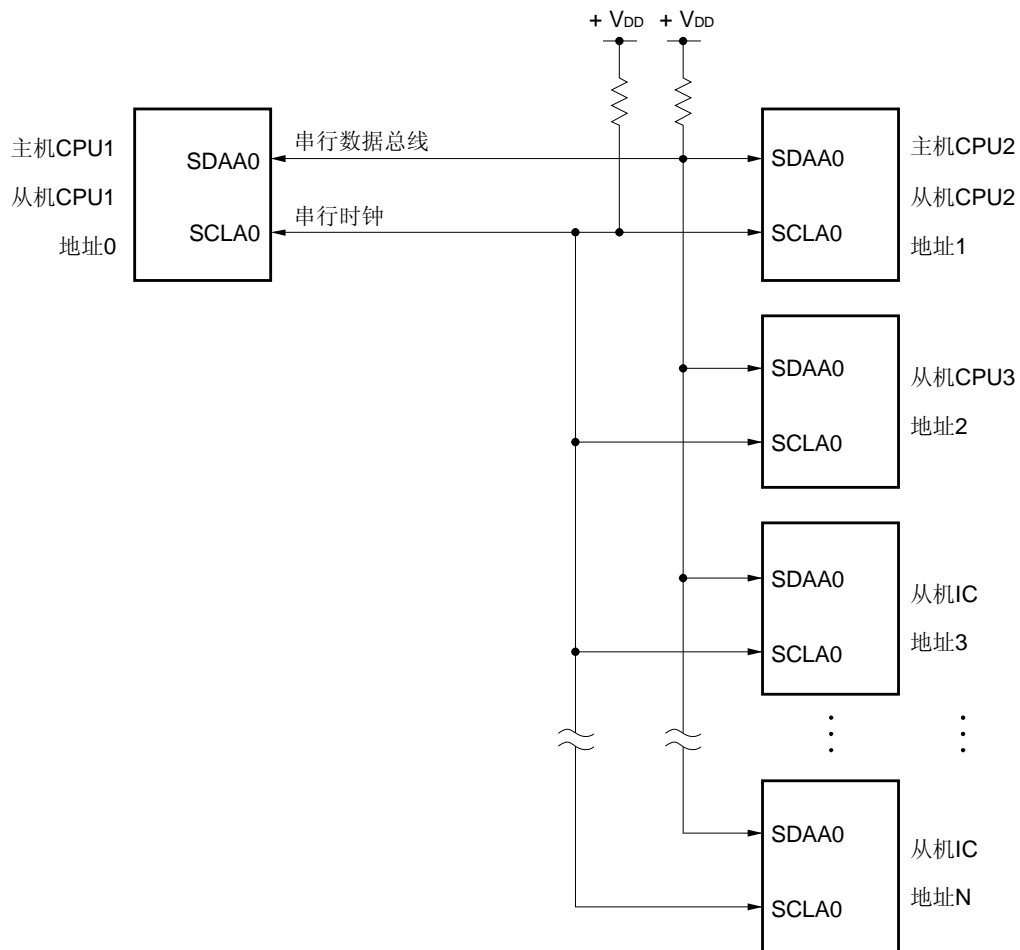 + VDD
+ VDD
主机CPU1
从机CPU1
地址0
SDAA0
SCLA0
串行数据总线
串行时钟
SDAA0
SCLA0
主机CPU2
从机CPU2
地址1
SDAA0
SCLA0
从机CPU3
地址2
SDAA0
SCLA0
从机IC
地址3
SDAA0
SCLA0
从机IC
地址N